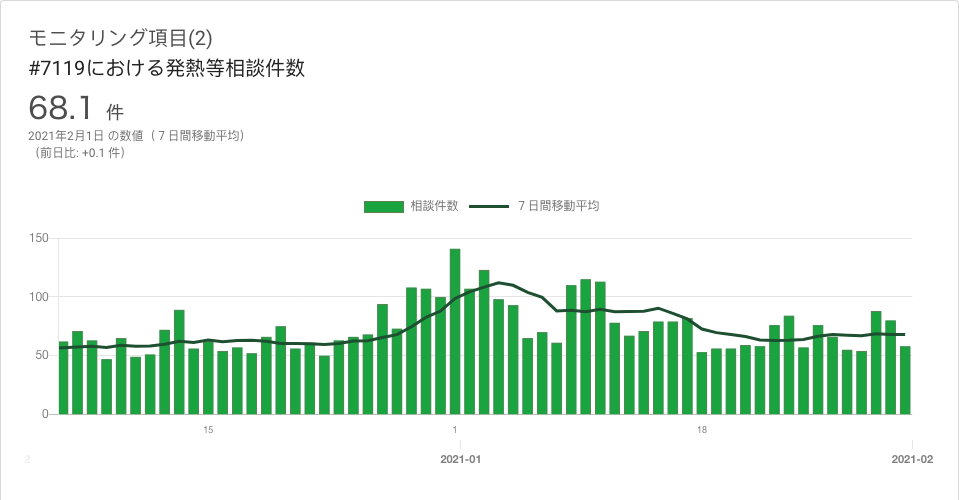 モニタリング項目(2)
#7119における発熱等相談件数
68.1 件
2021年2月1日 の数値（７日間移動平均）
（前日比: +0.1 件）
相談件数 ７日間移動平均
150
100
50
0
15 1 18
2021-01 2021-02